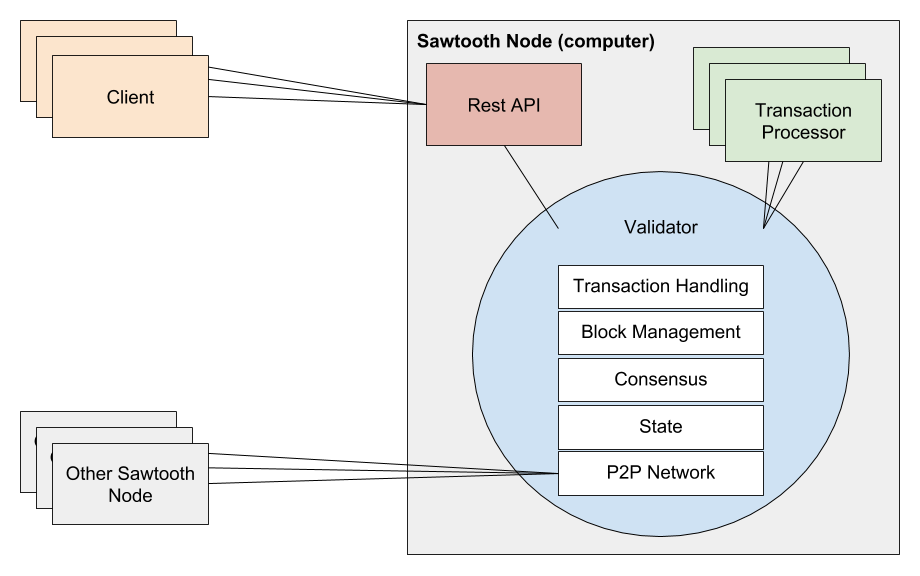 Sawtooth Node (computer)
Client
Rest API
Transaction
Processor
Validator
Transaction Handling
Block Management
Consensus
State
P2P Network
Other Sawtooth
Node